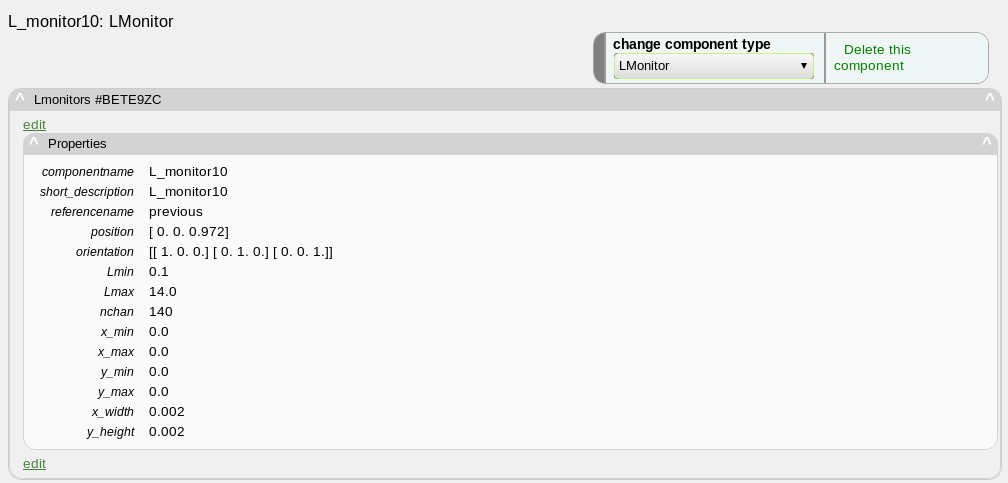 L_monitor10: LMonitor
change component type
LMonitor ▼
Delete this
component
^ Lmonitors #BETE9ZC ^
edit
^ Properties ^
componentname L_monitor10
short_description L_monitor10
referencename previous
position [ 0. 0. 0.972]
orientation [[ 1. 0. 0.] [ 0. 1. 0.] [ 0. 0. 1.]]
Lmin 0.1
Lmax 14.0
nchan 140
x_min 0.0
x_max 0.0
y_min 0.0
y_max 0.0
x_width 0.002
y_height 0.002
edit